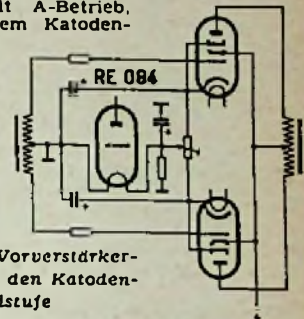 lt A-Betrieb,
em Katoden-
RE 084
Vorverstärker-
den Katoden-
lstufe